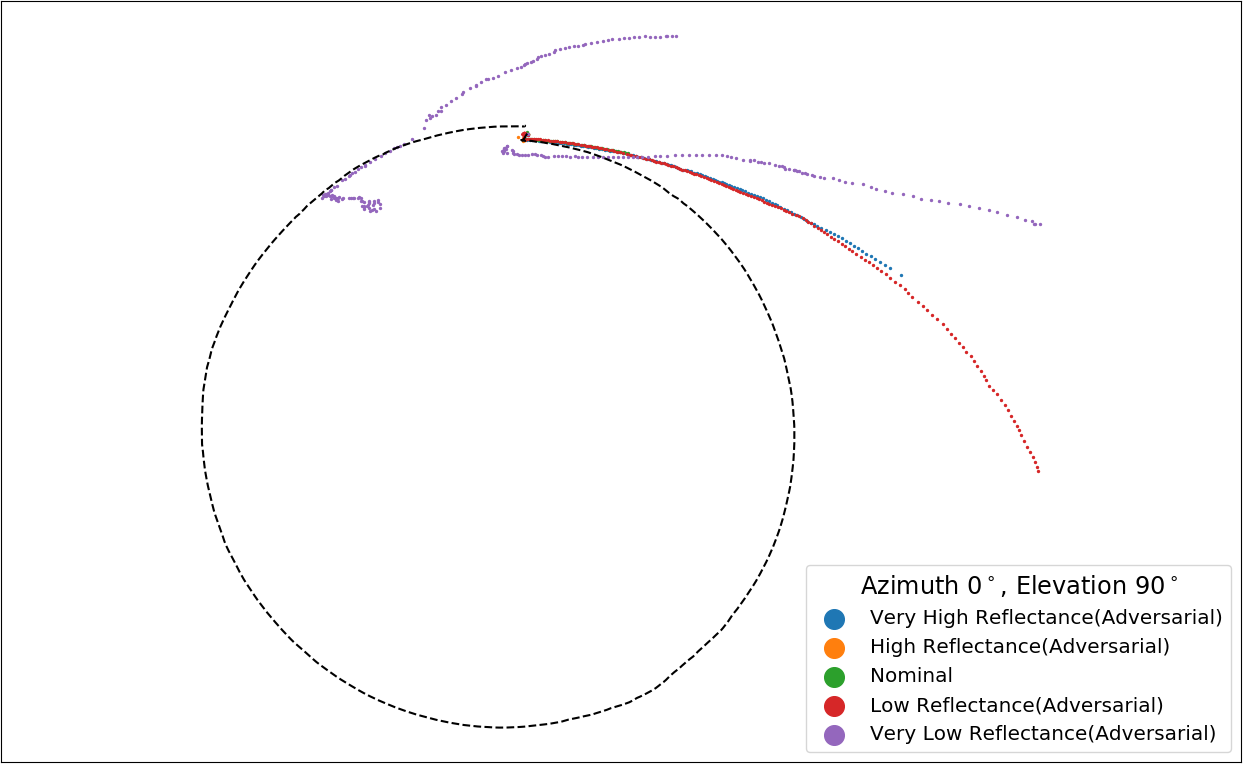 Azimuth 0°, Elevation 90°
Very High Reflectance(Adversarial)
High Reflectance(Adversarial)
Nominal
Low Reflectance(Adversarial)
Very Low Reflectance(Adversarial)